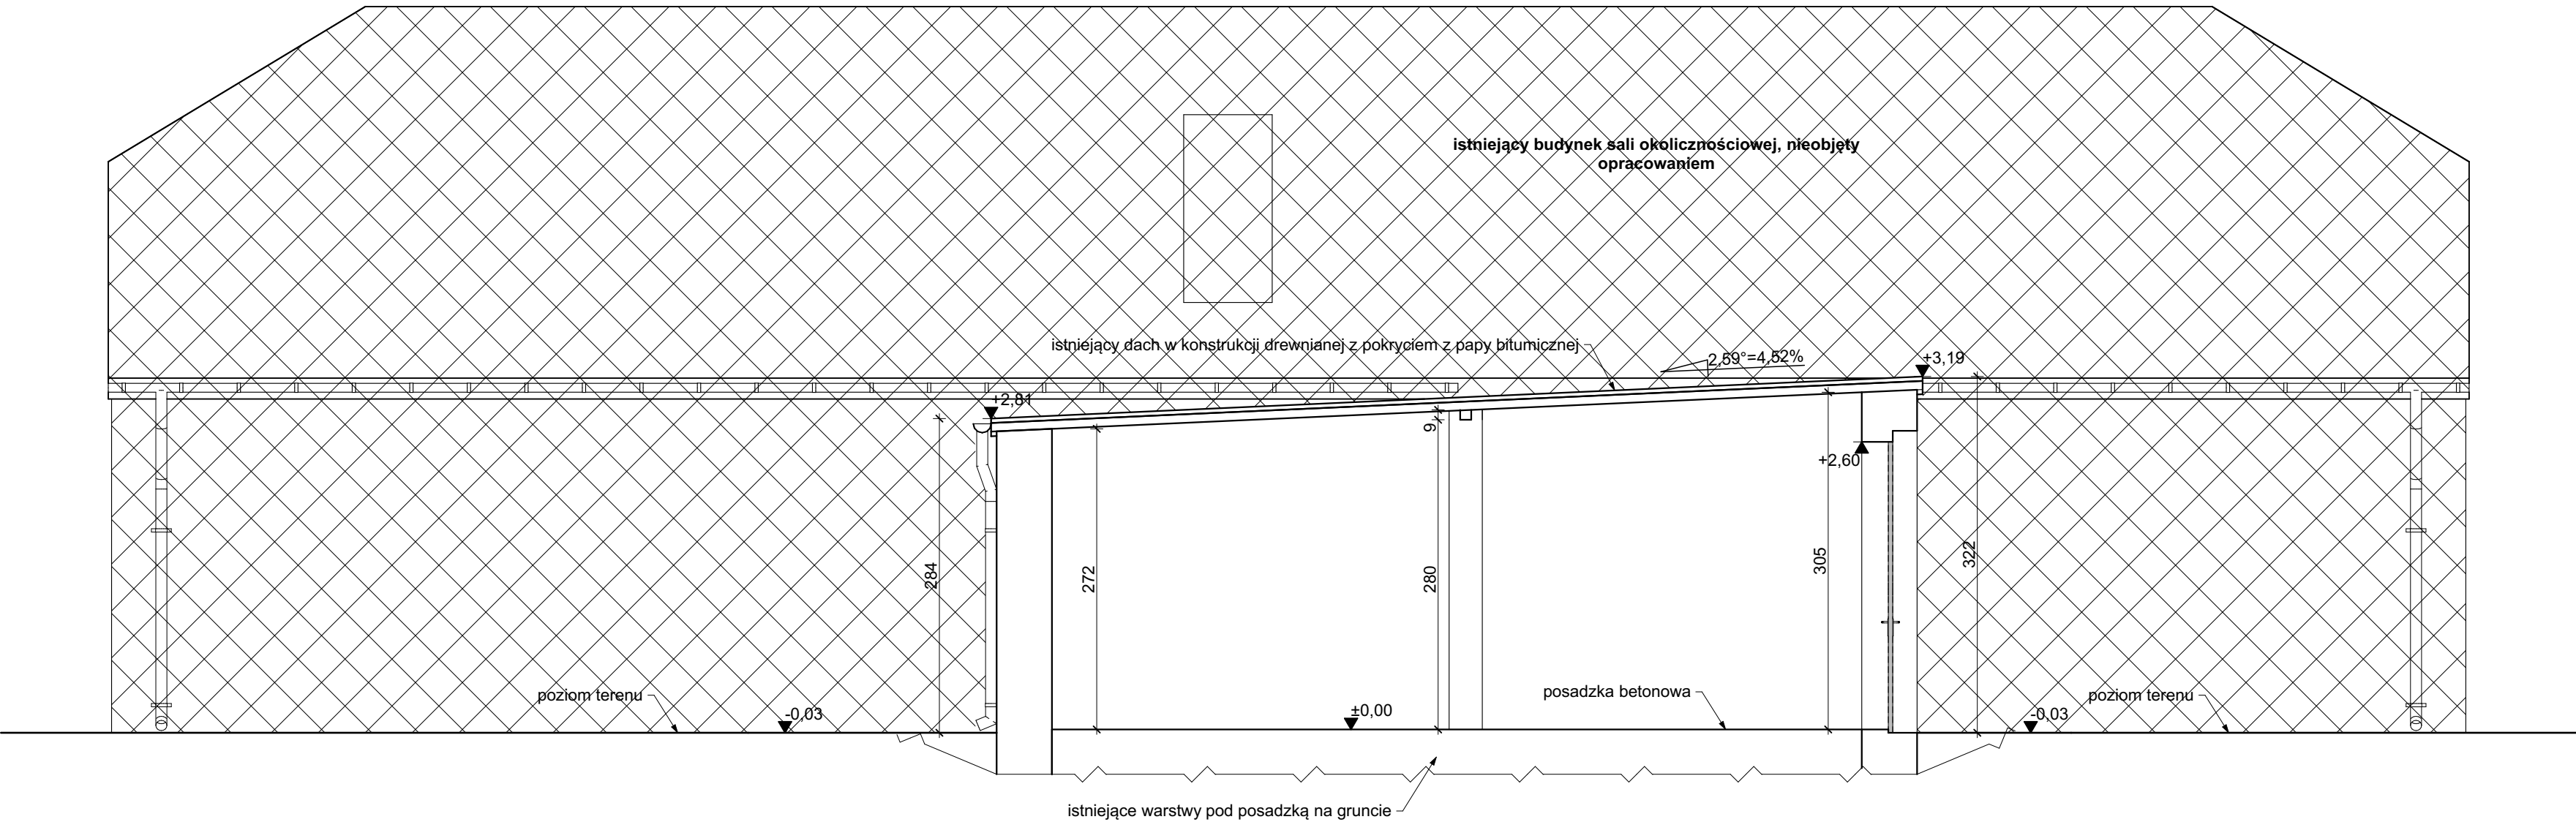 istniejący budynek sali okolicznościowej, nieobjęty
opracowaniem
istniejący dach w konstrukcji drewnianej z pokryciem z papy bitumicznej
2,59°=4,52%
+3,19
+2,81
9
+2,60
284
272
280
305
322
poziom terenu
-0,03
±0,00
posadzka betonowa
poziom terenu
-0,03
istniejące warstwy pod posadzką na gruncie